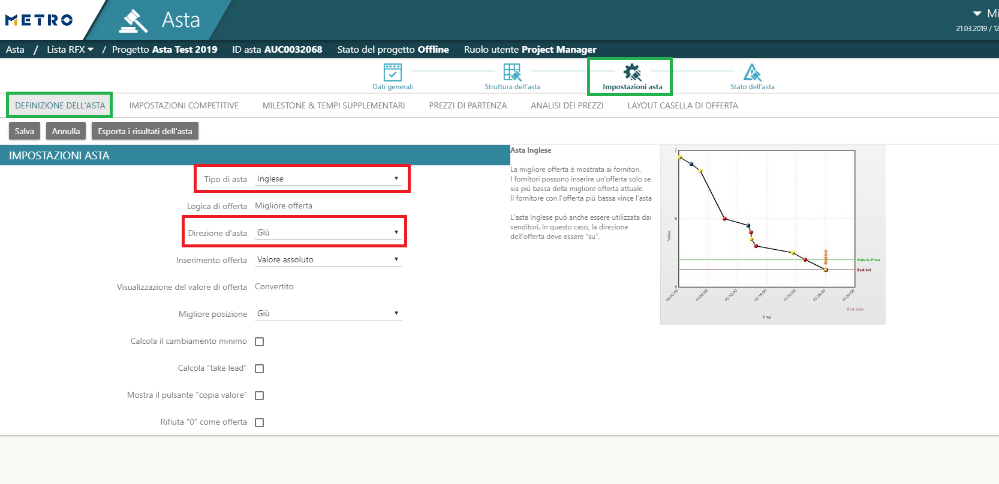 METRO
Asta
Mi
21.03.2019 / 12
Asta / Lista RFX / Progetto Asta Test 2019 ID asta AUC0032068 Stato del progetto Offline Ruolo utente Project Manager
Dati generali
Struttura dell'asta
Impostazioni asta
Stato dell'asta
DEFINIZIONE DELL'ASTA
IMPOSTAZIONI COMPETITIVE
MILESTONE & TEMPI SUPPLEMENTARI
PREZZI DI PARTENZA
ANALISI DEI PREZZI
LAYOUT CASELLA DI OFFERTA
Salva
Annulla
Esporta i risultati dell'asta
IMPOSTAZIONI ASTA
Tipo di asta Inglese
Logica di offerta Migliore offerta
Direzione d'asta Giù
Inserimento offerta Valore assoluto
Visualizzazione del valore di offerta Convertito
Migliore posizione Giù
Calcola il cambiamento minimo
Calcola "take lead"
Mostra il pulsante "copia valore"
Rifiuta "0" come offerta
Asta Inglese
La migliore offerta è mostrata ai fornitori.
I fornitori possono inserire un'offerta solo se
sia più bassa della migliore offerta attuale.
Il fornitore con l'offerta più bassa vince l'asta
L'asta Inglese può anche essere utilizzata dai
venditori. In questo caso, la direzione
dell'offerta deve essere "su".
7
6
5
Value
Best bid
Historic Price
Best bid
10:00:00
10:05:00
10:10:00
10:15:00
10:20:00
10:25:00
10:30:00
End date
Time